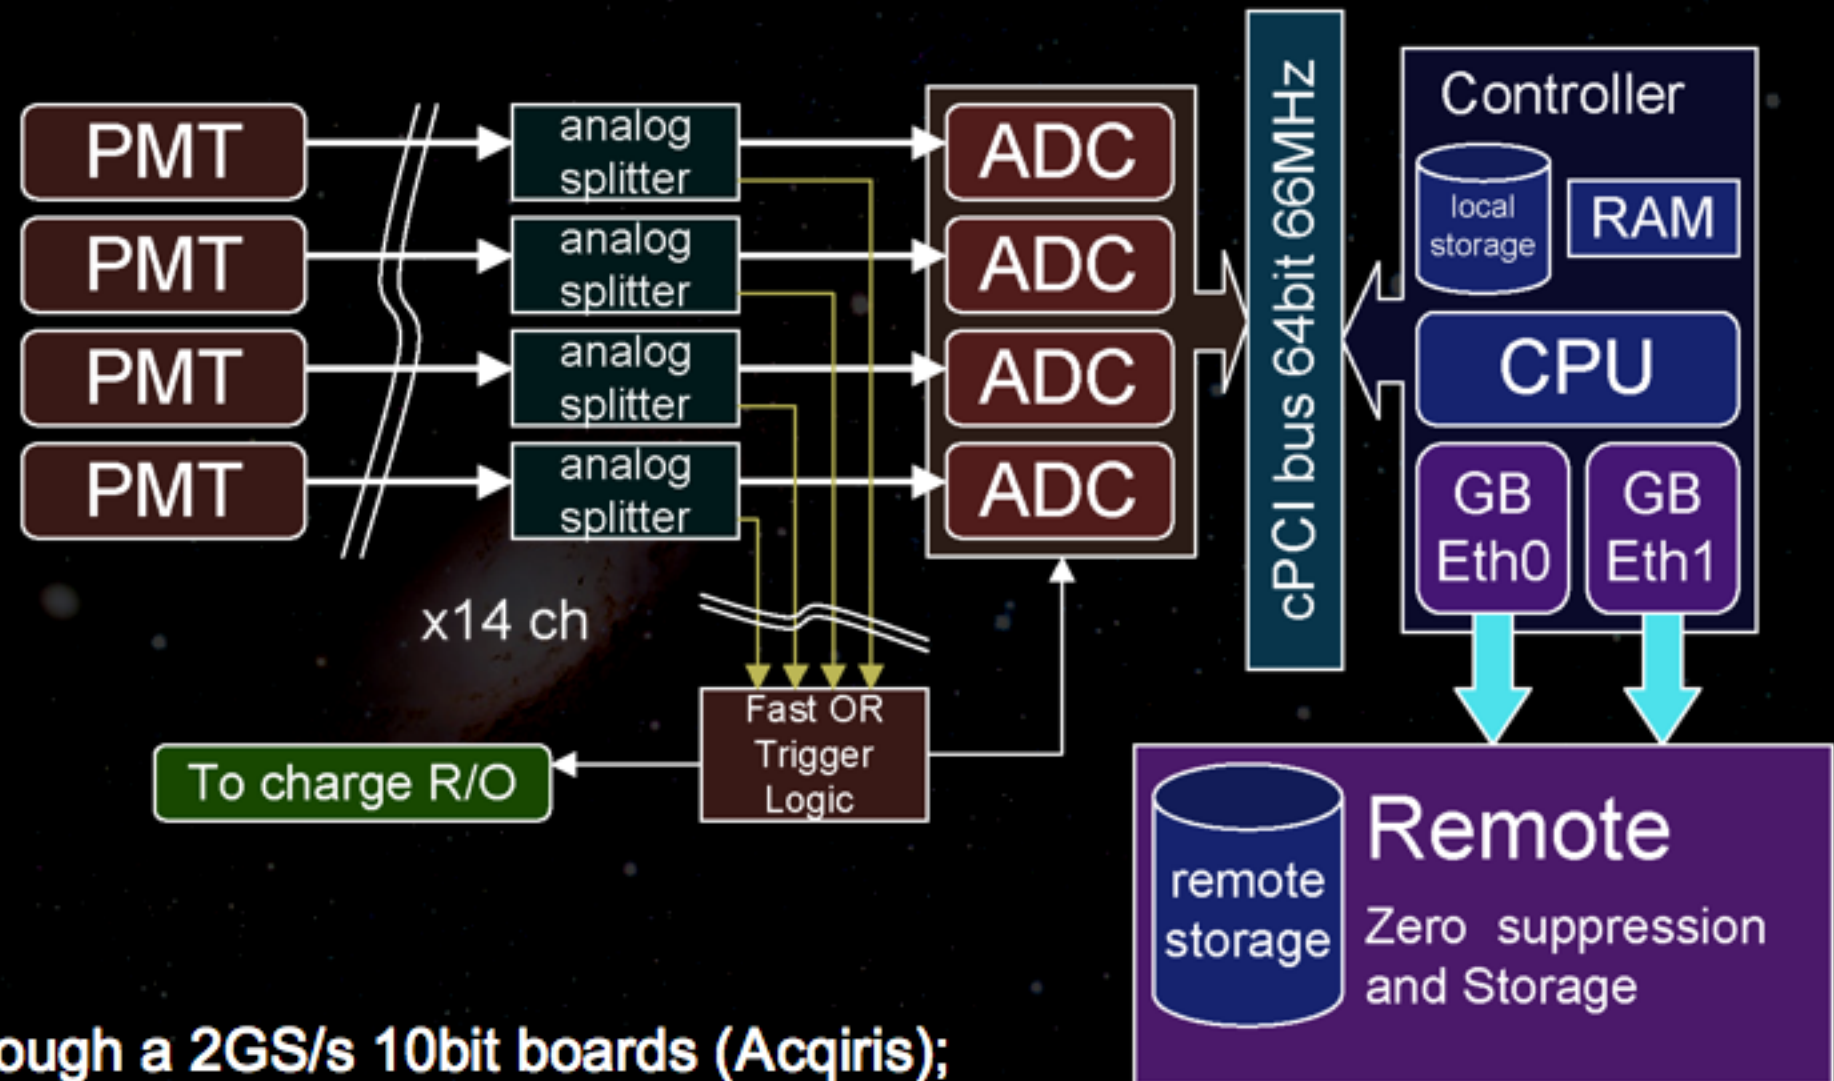 PMT
PMT
PMT
PMT
analog
splitter
analog
splitter
analog
splitter
analog
splitter
ADC
ADC
ADC
ADC
cPCI bus 64bit 66MHz
Controller
local
storage
RAM
CPU
GB
Eth0
GB
Eth1
x14 ch
Fast OR
Trigger
Logic
To charge R/O
remote
storage
Remote
Zero suppression
and Storage
a 2GS/s 10bit boards (Acqiris);